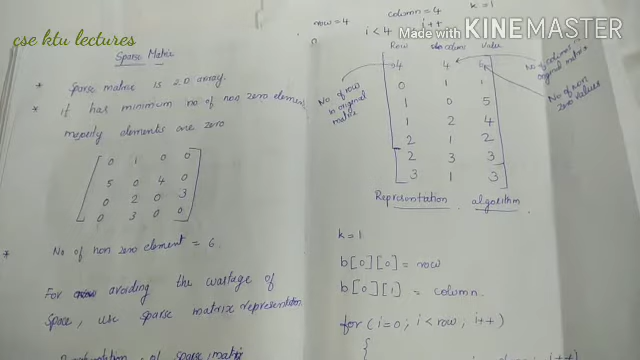 cse ktu lectures
Made with KINEMASTER
Sparse Matrix
* Sparse matrix is 2D array.
* It has minimum no of non zero element
majority elements are zero
0 1 0 0
5 0 4 0
0 2 0 3
0 3 0 0
* No of non zero element = 6.
For avoiding the wastage of
space, use sparse matrix representation.
row = 4 column = 4 k = 1
i < 4 i++
Row column value
4 4
0 1 1
1 0 5
1 2 4
2 1 2
2 3 3
3 1 3
No of row
in original
matrix
No of column
original matrix
No of non
zero values
Representation algorithm
k = 1
b[0][0] = row
b[0][1] = column.
for (i=0; i < row, i++)
{